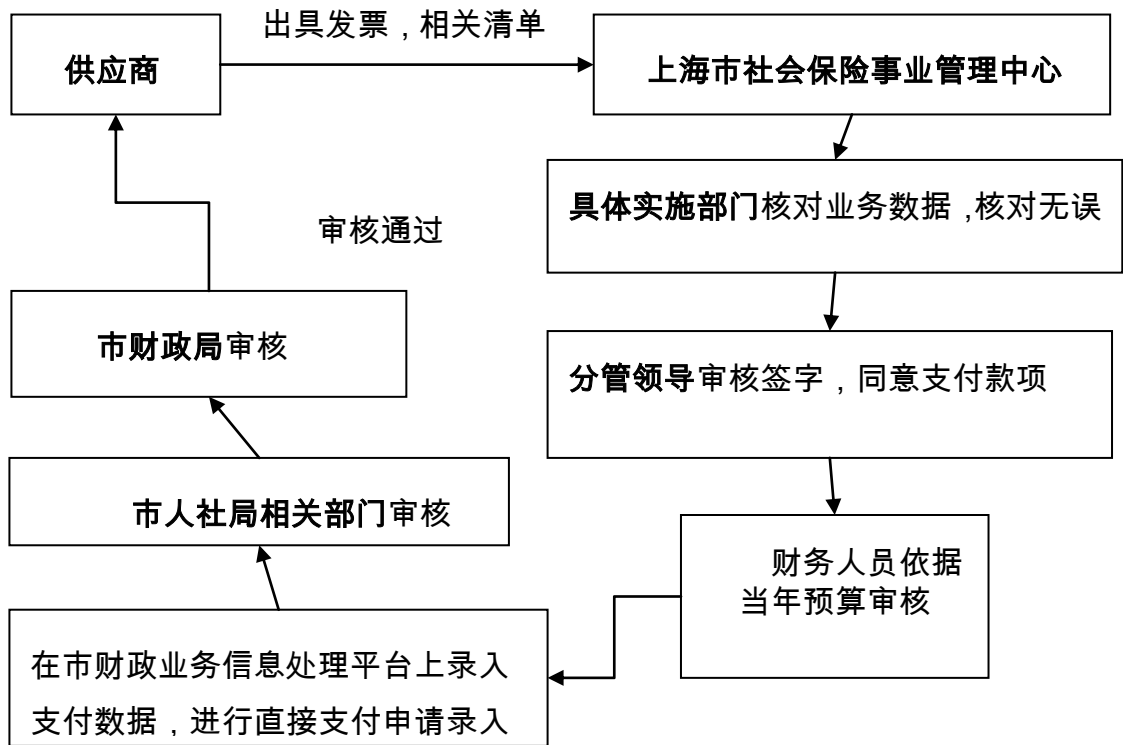 出具发票，相关清单
供应商
上海市社会保险事业管理中心
具体实施部门核对业务数据，核对无误
审核通过
市财政局审核
分管领导审核签字，同意支付款项
市人社局相关部门审核
财务人员依据
当年预算审核
在市财政业务信息处理平台上录入
支付数据，进行直接支付申请录入